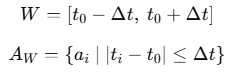 W = [t₀ − Δt, t₀ + Δt]
A_W = {aᵢ | |tᵢ − t₀| ≤ Δt}